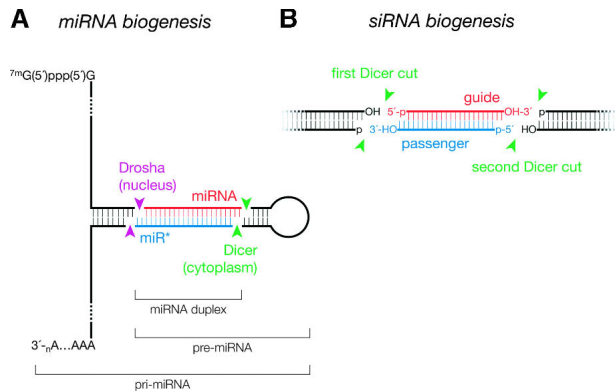 A miRNA biogenesis
⁷ᵐG(5´)ppp(5´)G
Drosha
(nucleus)
miRNA
miR*
Dicer
(cytoplasm)
miRNA duplex
3´-ₙA…AAA
pre-miRNA
pri-miRNA
B siRNA biogenesis
first Dicer cut
guide
OH 5´-p OH-3´ p
p 3´-HO p-5´ HO
passenger
second Dicer cut